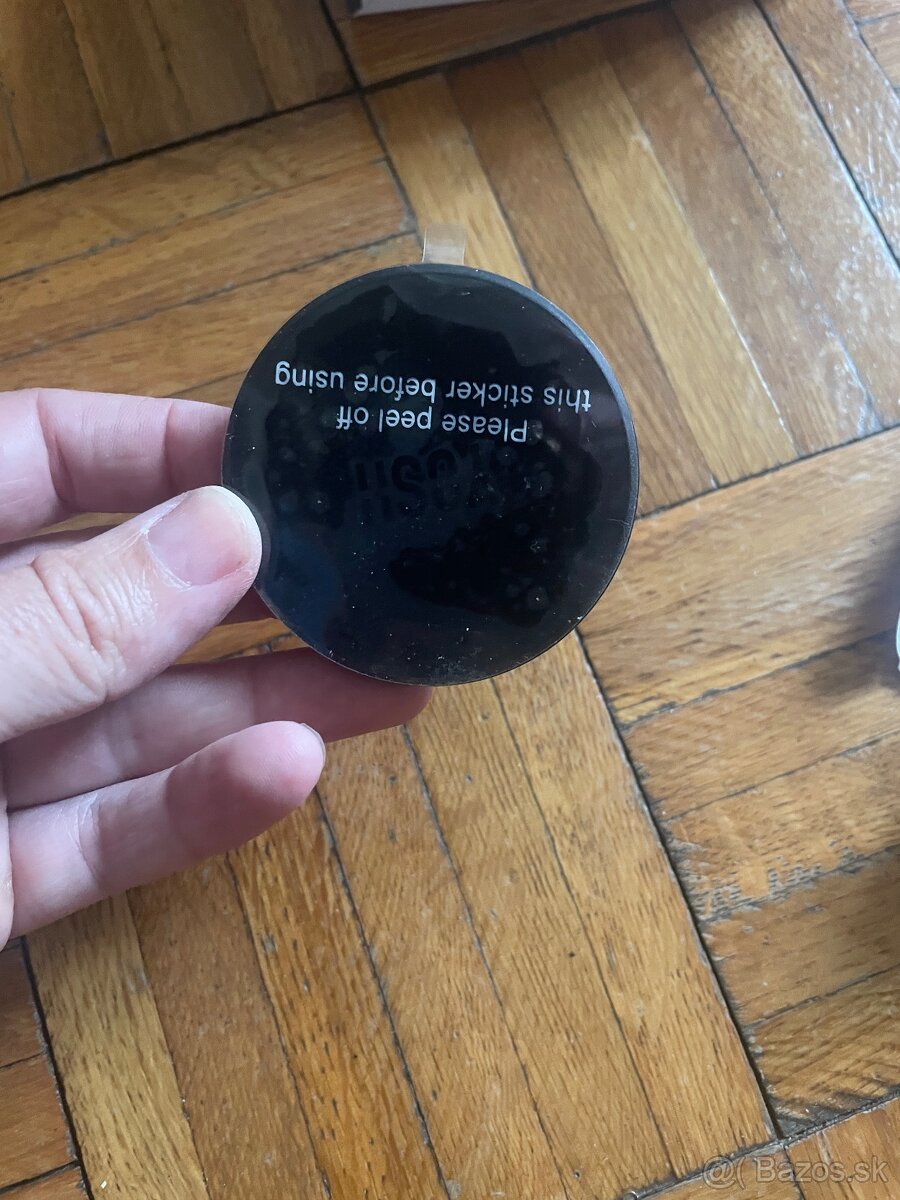 Please peel off
this sticker before using
@( Bazos.sk